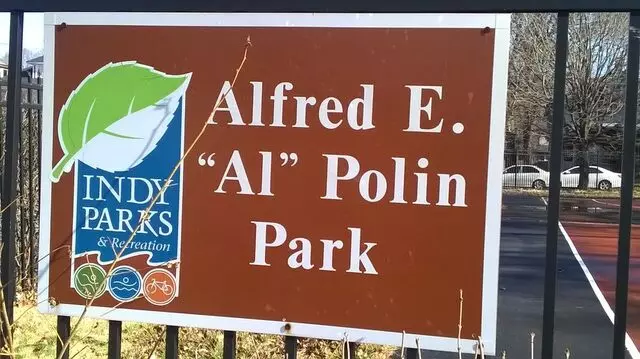 INDY
PARKS
& Recreation
Alfred E.
“Al” Polin
Park